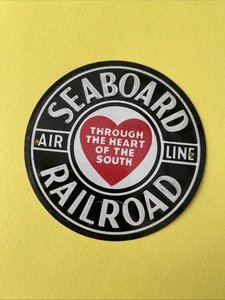 SEABOARD
AIR LINE
THROUGH
THE HEART
OF THE
SOUTH
RAILROAD